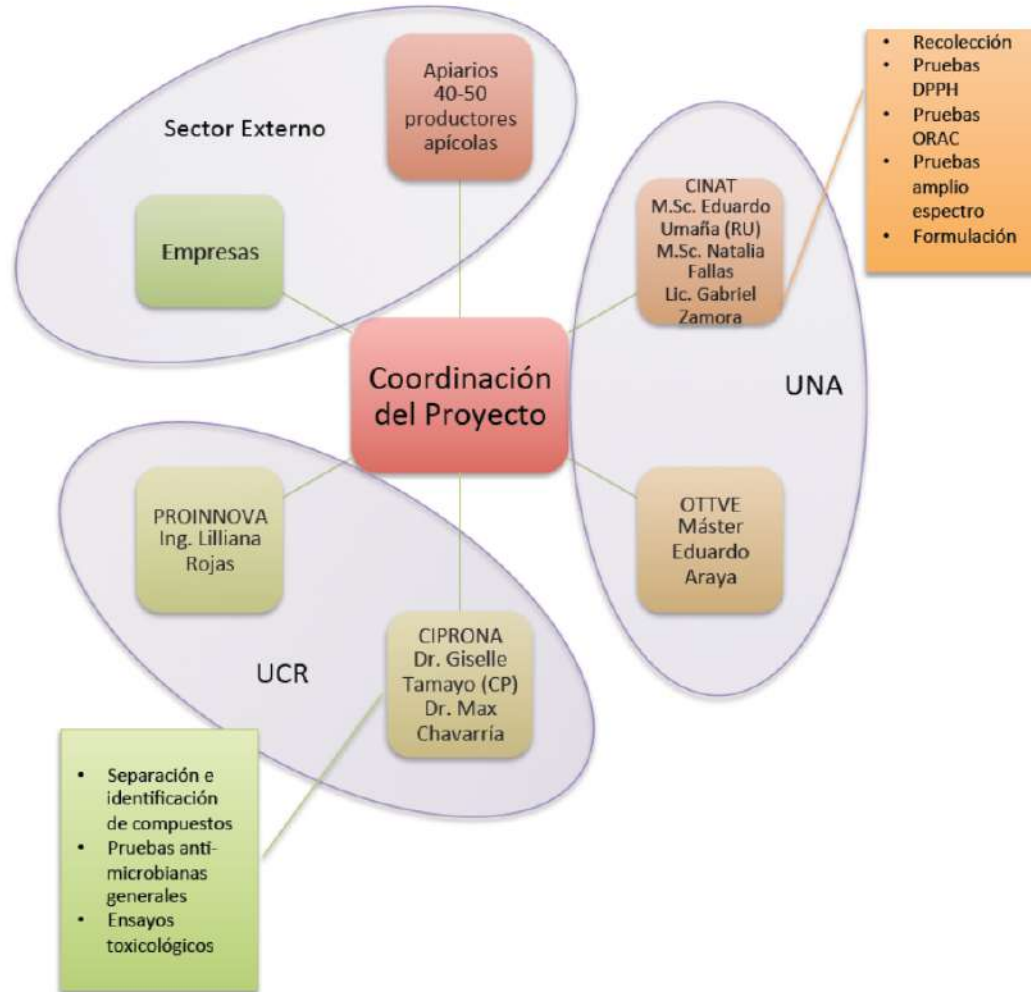 Sector Externo
Apiarios
40-50
productores
apícolas
Empresas
• Recolección
• Pruebas
DPPH
• Pruebas
ORAC
• Pruebas
amplio
espectro
• Formulación
CINAT
M.Sc. Eduardo
Umaña (RU)
M.Sc. Natalia
Fallas
Lic. Gabriel
Zamora
UNA
Coordinación
del Proyecto
OTTVE
Máster
Eduardo
Araya
PROINNOVA
Ing. Lilliana
Rojas
UCR
CIPRONA
Dr. Giselle
Tamayo (CP)
Dr. Max
Chavarría
• Separación e
identificación
de compuestos
• Pruebas anti-
microbianas
generales
• Ensayos
toxicológicos